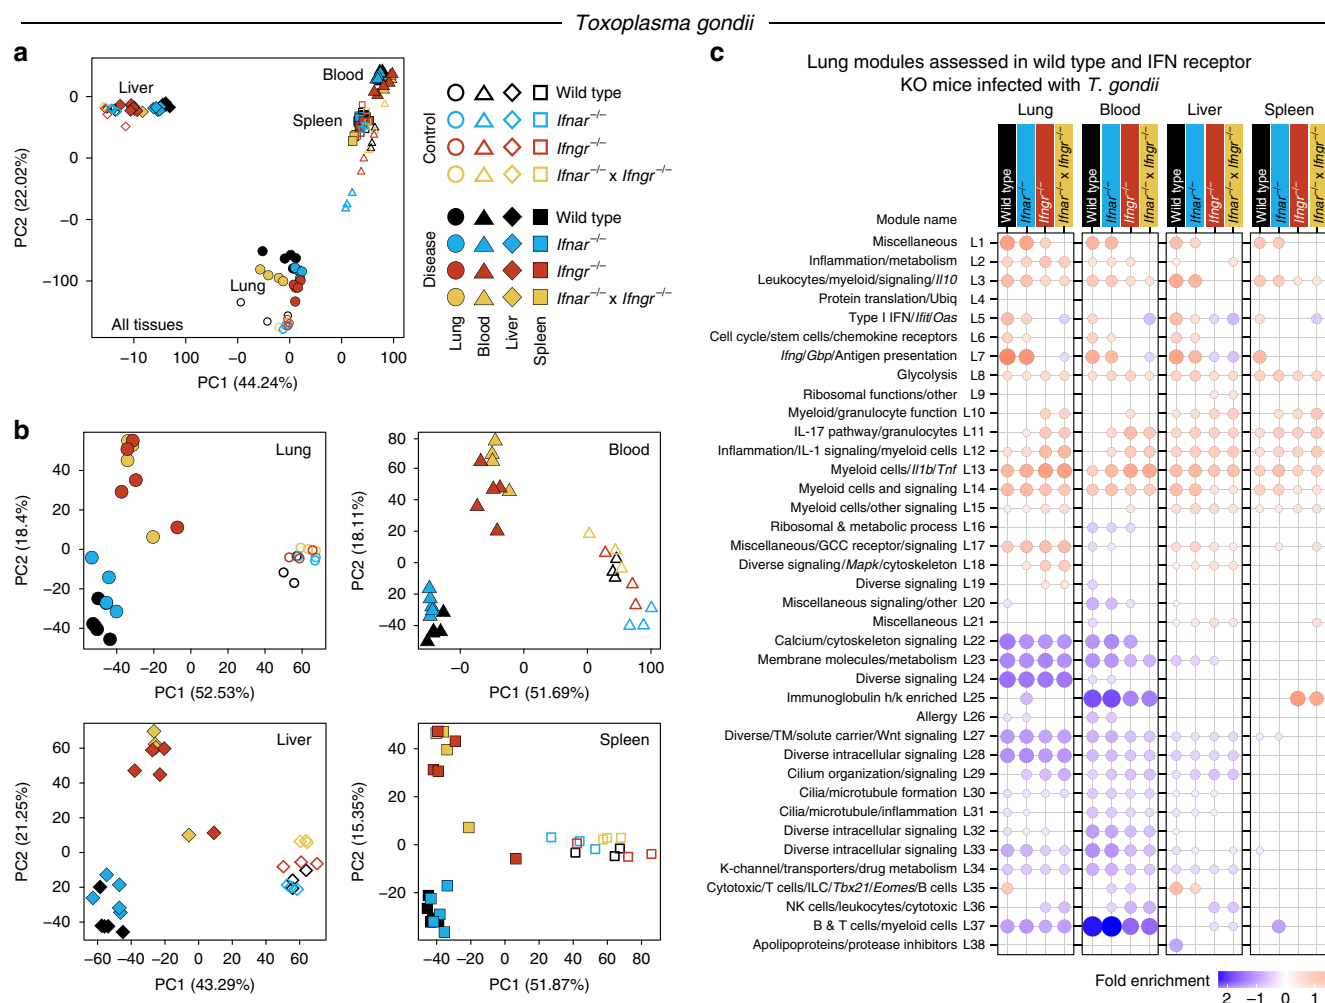 Toxoplasma gondii
a
Liver
Blood
Spleen
Lung
All tissues
0
0
−0
−100
PC2 (22.02%)
−10 100 −0 0 0 100
PC1 (44.24%)
Control
Wild type
Ifnar−/−
Ifngr−/−
Ifnar−/− x Ifngr−/−
Disease
Wild type
Ifnar−/−
Ifngr−/−
Ifnar−/− x Ifngr−/−
Lung
Blood
Liver
Spleen
b
Lung
40
20
0
−20
−40
PC2 (18.4%)
−40 −20 0 20 40 60
PC1 (52.53%)
Blood
80
60
40
20
0
20
−40
PC2 (18.11%)
−0 0 0 100
PC1 (51.69%)
Liver
60
40
20
0
20
−40
PC2 (21.25%)
−60 −40 −20 0 20 40 60
PC1 (43.29%)
Spleen
40
20
0
−20
PC2 (15.35%)
−40 −20 0 20 40 60 80
PC1 (51.87%)
c
Lung modules assessed in wild type and IFN receptor
KO mice infected with T. gondii
Lung Blood Liver Spleen
Wild type Ifnar−/− Ifngr−/− Ifnar−/− x Ifngr−/−
Wild type Ifnar−/− Ifngr−/− Ifnar−/− x Ifngr−/−
Wild type Ifnar−/− Ifngr−/− Ifnar−/− x Ifngr−/−
Wild type Ifnar−/− Ifngr−/− Ifnar−/− x Ifngr−/−
Module name
Miscellaneous L1
Inflammation/metabolism L2
Leukocytes/myeloid/signaling/Il10 L3
Protein translation/Ubiq L4
Type I IFN/Ifit/Oas L5
Cell cycle/stem cells/chemokine receptors L6
Ifng/Gbp/Antigen presentation L7
Glycolysis L8
Ribosomal functions/other L9
Myeloid/granulocyte function L10
IL-17 pathway/granulocytes L11
Inflammation/IL-1 signaling/myeloid cells L12
Myeloid cells/Il1b/Tnf L13
Myeloid cells and signaling L14
Myeloid cells/other signaling L15
Ribosomal & metabolic process L16
Miscellaneous/GCC receptor/signaling L17
Diverse signaling/Mapk/cytoskeleton L18
Diverse signaling L19
Miscellaneous signaling/other L20
Miscellaneous L21
Calcium/cytoskeleton signaling L22
Membrane molecules/metabolism L23
Diverse signaling L24
Immunoglobulin h/k enriched L25
Allergy L26
Diverse/TM/solute carrier/Wnt signaling L27
Diverse intracellular signaling L28
Cilium organization/signaling L29
Cilia/microtubule formation L30
Cilia/microtubule/inflammation L31
Diverse intracellular signaling L32
Diverse intracellular signaling L33
K-channel/transporters/drug metabolism L34
Cytotoxic/T cells/ILC/Tbx21/Eomes/B cells L35
NK cells/leukocytes/cytotoxic L36
B & T cells/myeloid cells L37
Apolipoproteins/protease inhibitors L38
Fold enrichment
2 −1 0 1